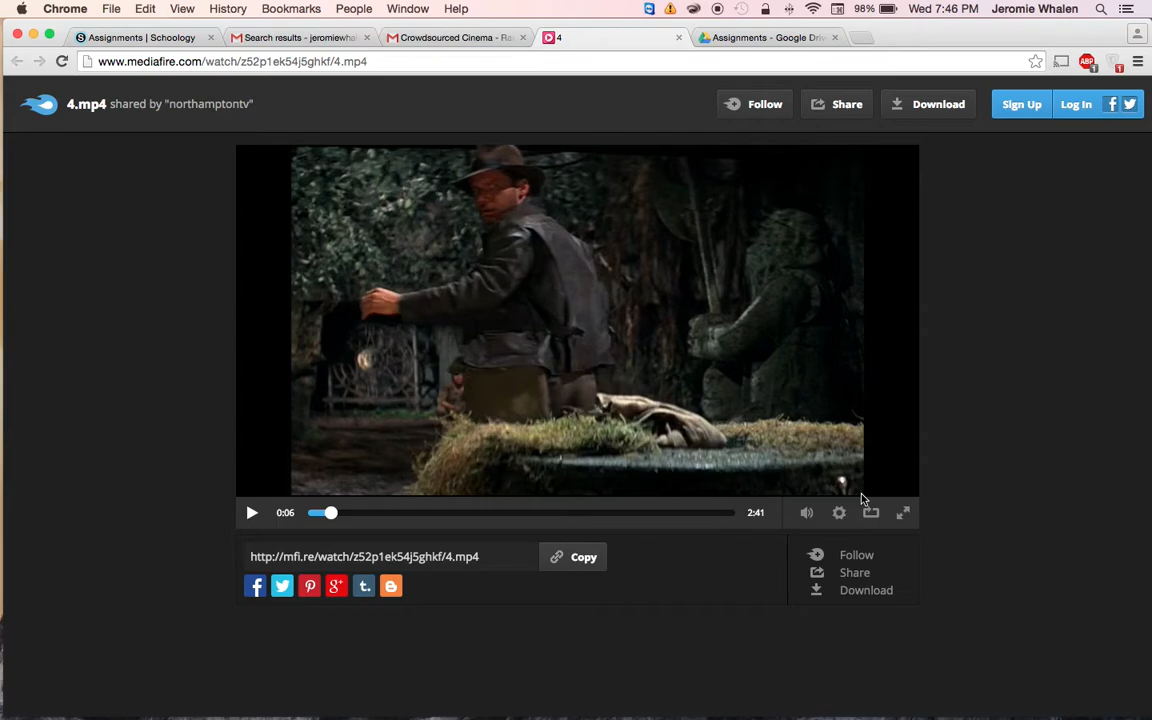 Chrome File Edit View History Bookmarks People Window Help 98% Wed 7:46 PM Jeromie Whalen
Assignments | Schoology Search results - jeromiewha Crowdsourced Cinema - Ra 4 Assignments - Google Driv
www.mediafire.com/watch/z52p1ek54j5ghkf/4.mp4
4.mp4 shared by "northamptontv" Follow Share Download Sign Up Log In
0:06 2:41
http://mfi.re/watch/z52p1ek54j5ghkf/4.mp4 Copy
Follow
Share
Download